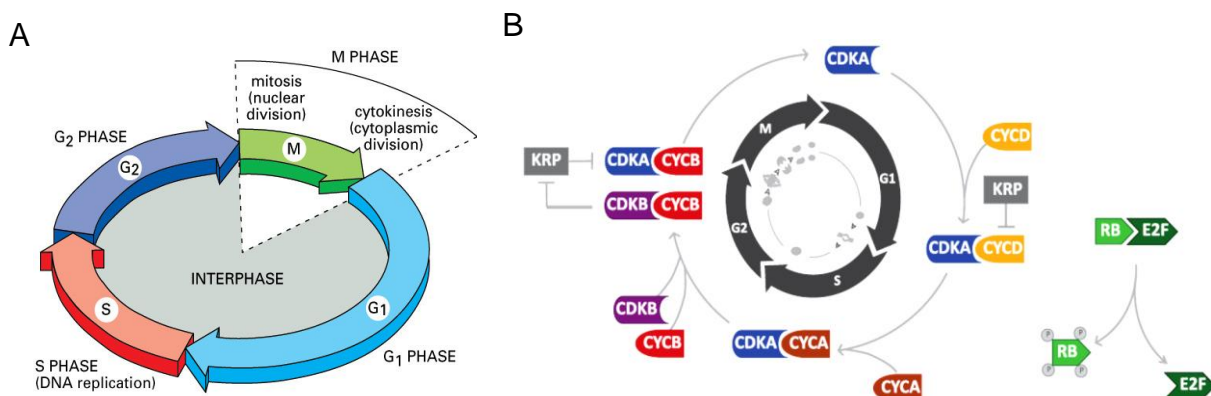 A
M PHASE
mitosis
(nuclear
division)
cytokinesis
(cytoplasmic
division)
G2 PHASE
G2
M
INTERPHASE
S
G1
S PHASE
(DNA replication)
G1 PHASE
B
CDKA
CYCD
KRP
CDKA CYCB
CDKB CYCB
M
G1
G2
S
KRP
CDKA CYCD
CDKB
CYCB
CDKA CYCA
CYCA
RB E2F
P P
RB
P P
E2F